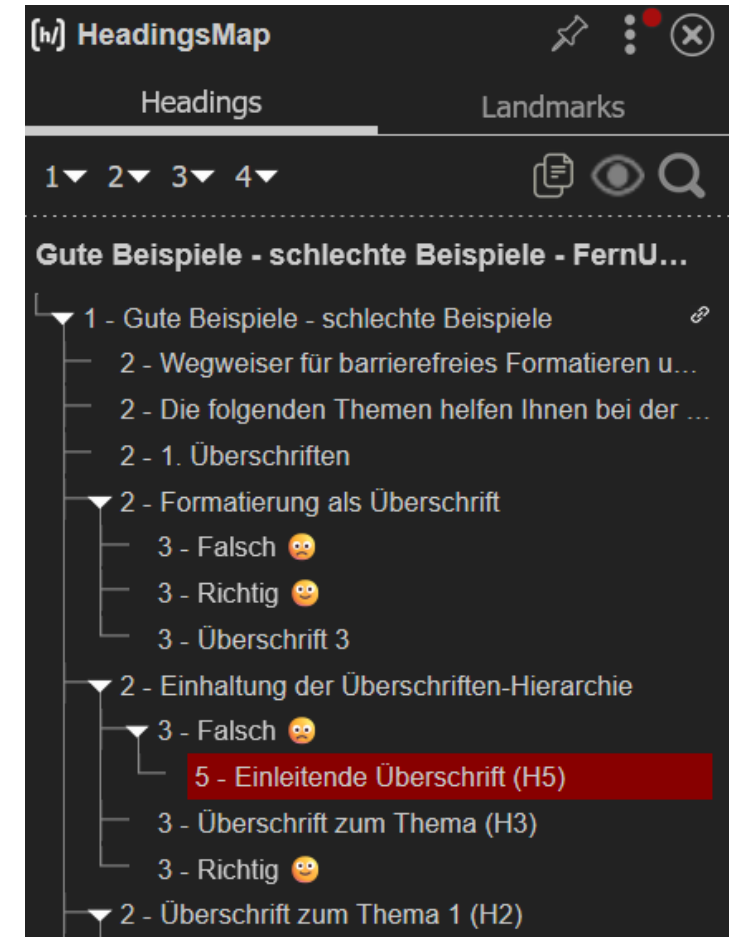 [h/] HeadingsMap
Headings
Landmarks
1 2 3 4
Gute Beispiele - schlechte Beispiele - FernU...
1 - Gute Beispiele - schlechte Beispiele
2 - Wegweiser für barrierefreies Formatieren u...
2 - Die folgenden Themen helfen Ihnen bei der ...
2 - 1. Überschriften
2 - Formatierung als Überschrift
3 - Falsch 🙁
3 - Richtig 🙂
3 - Überschrift 3
2 - Einhaltung der Überschriften-Hierarchie
3 - Falsch 🙁
5 - Einleitende Überschrift (H5)
3 - Überschrift zum Thema (H3)
3 - Richtig 🙂
2 - Überschrift zum Thema 1 (H2)